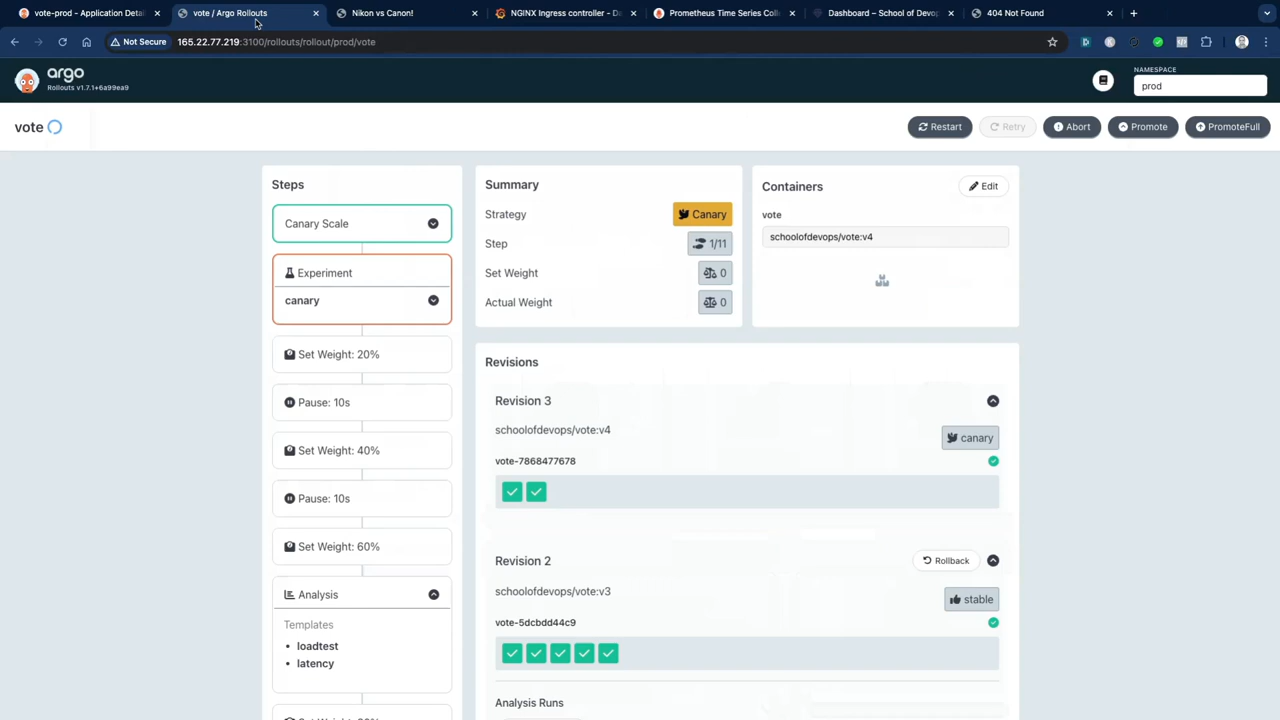 vote-prod - Application Detai
vote / Argo Rollouts
Nikon vs Canon!
NGINX Ingress controller - Da
Prometheus Time Series Colle
Dashboard – School of Devop
404 Not Found
Not Secure
165.22.77.219:3100/rollouts/rollout/prod/vote
argo
Rollouts v1.7.1+6a99ea9
NAMESPACE
prod
vote
Restart
Retry
Abort
Promote
PromoteFull
Steps
Canary Scale
Experiment
canary
Set Weight: 20%
Pause: 10s
Set Weight: 40%
Pause: 10s
Set Weight: 60%
Analysis
Templates
• loadtest
• latency
Summary
Strategy
Canary
Step
1/11
Set Weight
0
Actual Weight
0
Containers
Edit
vote
schoolofdevops/vote:v4
Revisions
Revision 3
schoolofdevops/vote:v4
canary
vote-7868477678
Revision 2
Rollback
schoolofdevops/vote:v3
stable
vote-5dcbdd44c9
Analysis Runs